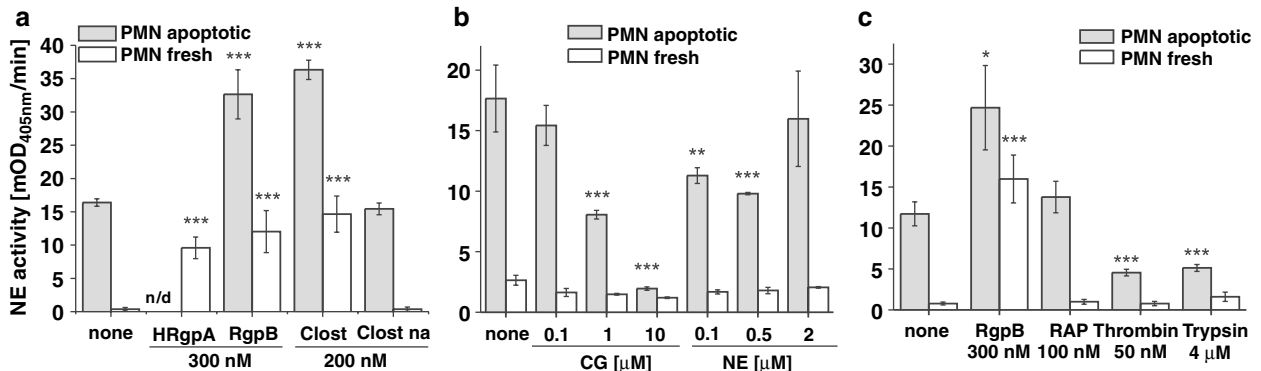 a
PMN apoptotic
PMN fresh
NE activity [mOD405nm/min]
40
35
30
25
20
15
10
5
0
***
***
***
***
***
n/d
none HRgpA RgpB Clost Clost na
300 nM 200 nM
b
PMN apoptotic
PMN fresh
20
15
10
5
0
***
***
**
***
none 0.1 1 10 0.1 0.5 2
CG [μM] NE [μM]
c
PMN apoptotic
PMN fresh
30
25
20
15
10
5
0
*
***
***
***
none RgpB RAP Thrombin Trypsin
300 nM 100 nM 50 nM 4 μM